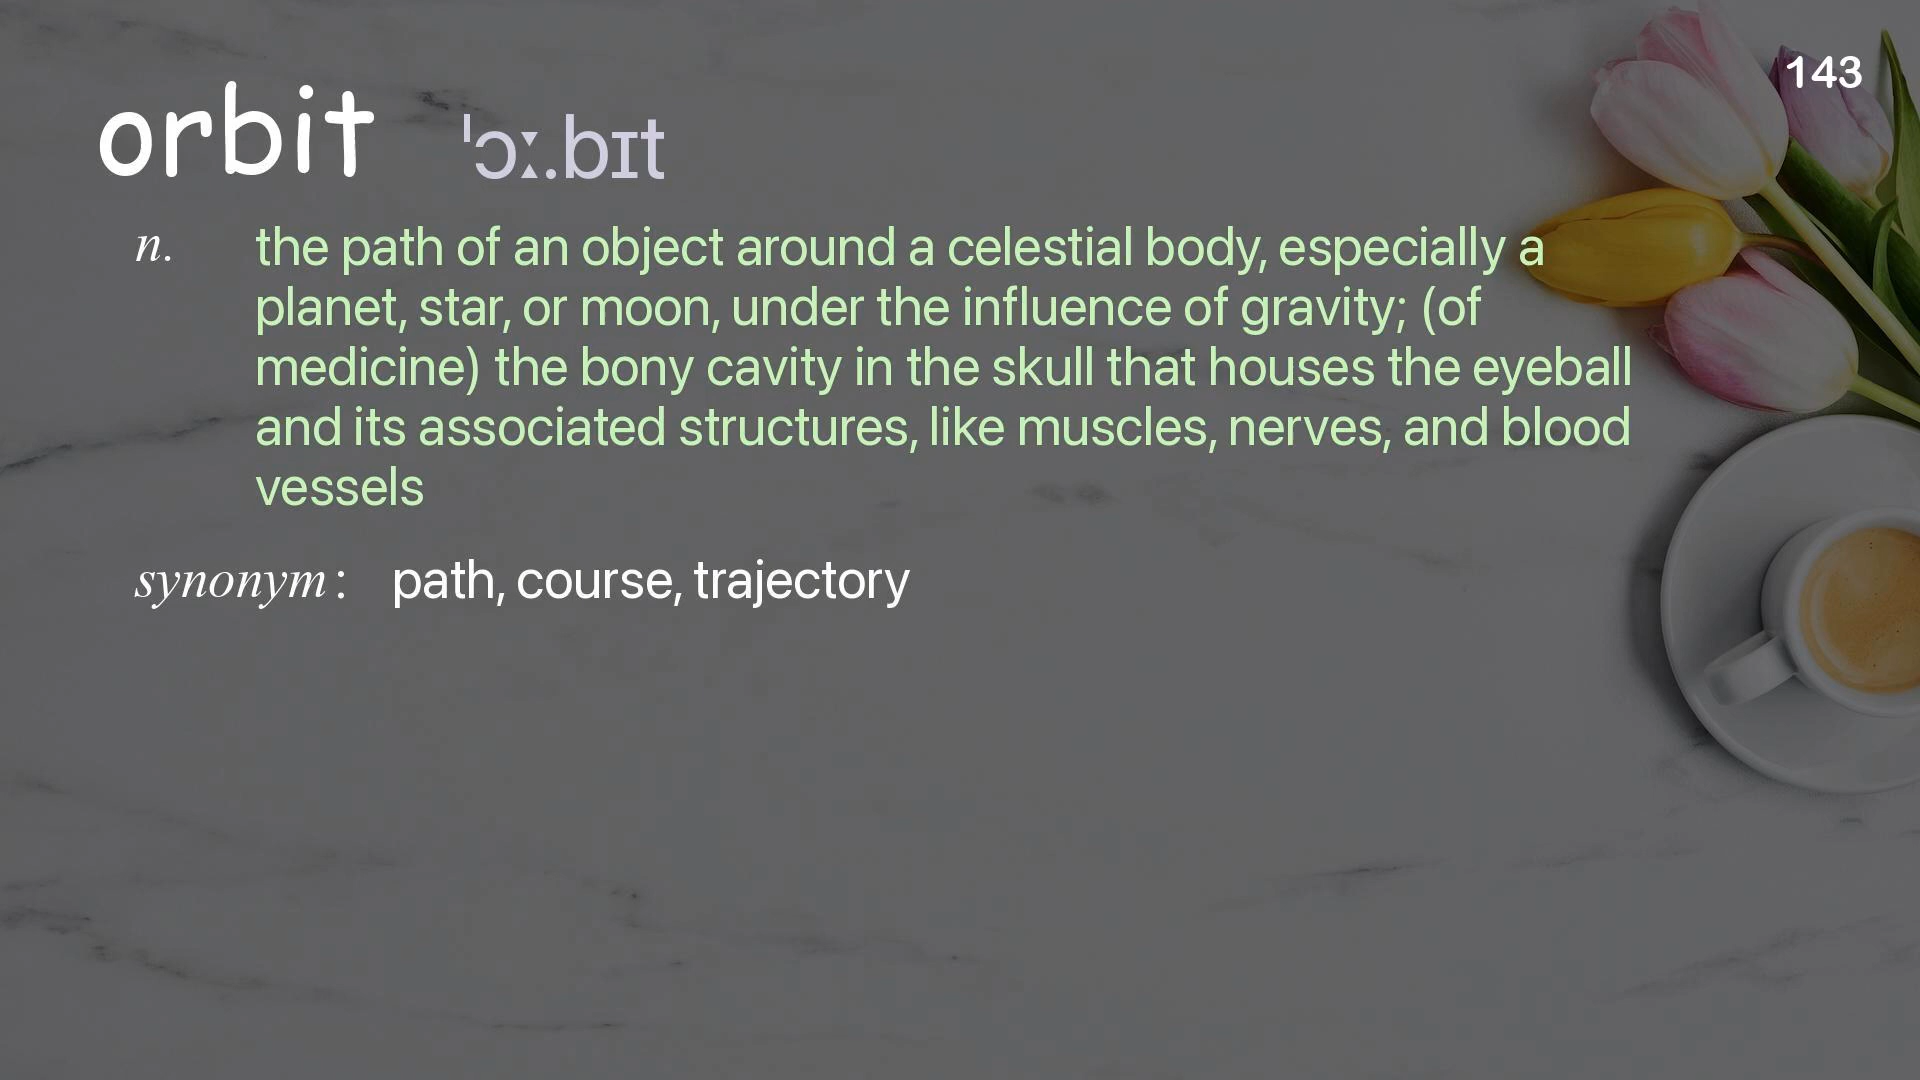 143
orbit ˈɔː.bɪt
n. the path of an object around a celestial body, especially a
planet, star, or moon, under the influence of gravity; (of
medicine) the bony cavity in the skull that houses the eyeball
and its associated structures, like muscles, nerves, and blood
vessels
synonym : path, course, trajectory